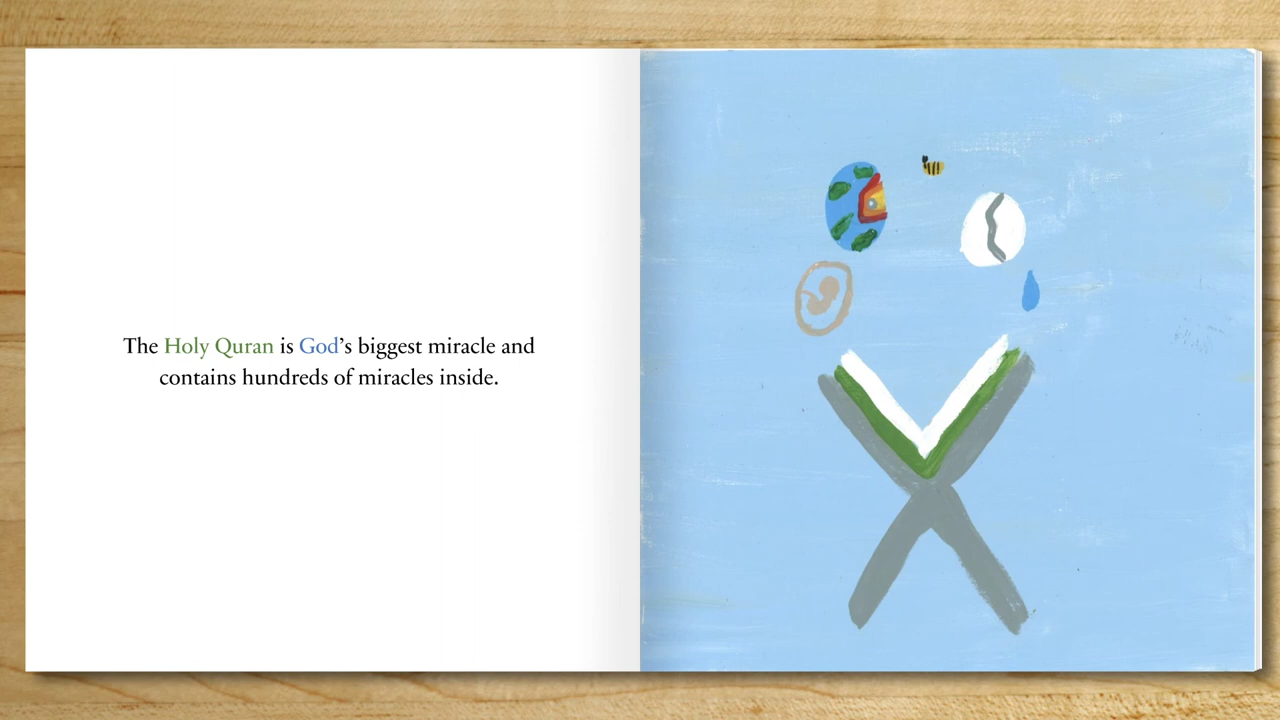 The Holy Quran is God’s biggest miracle and
contains hundreds of miracles inside.